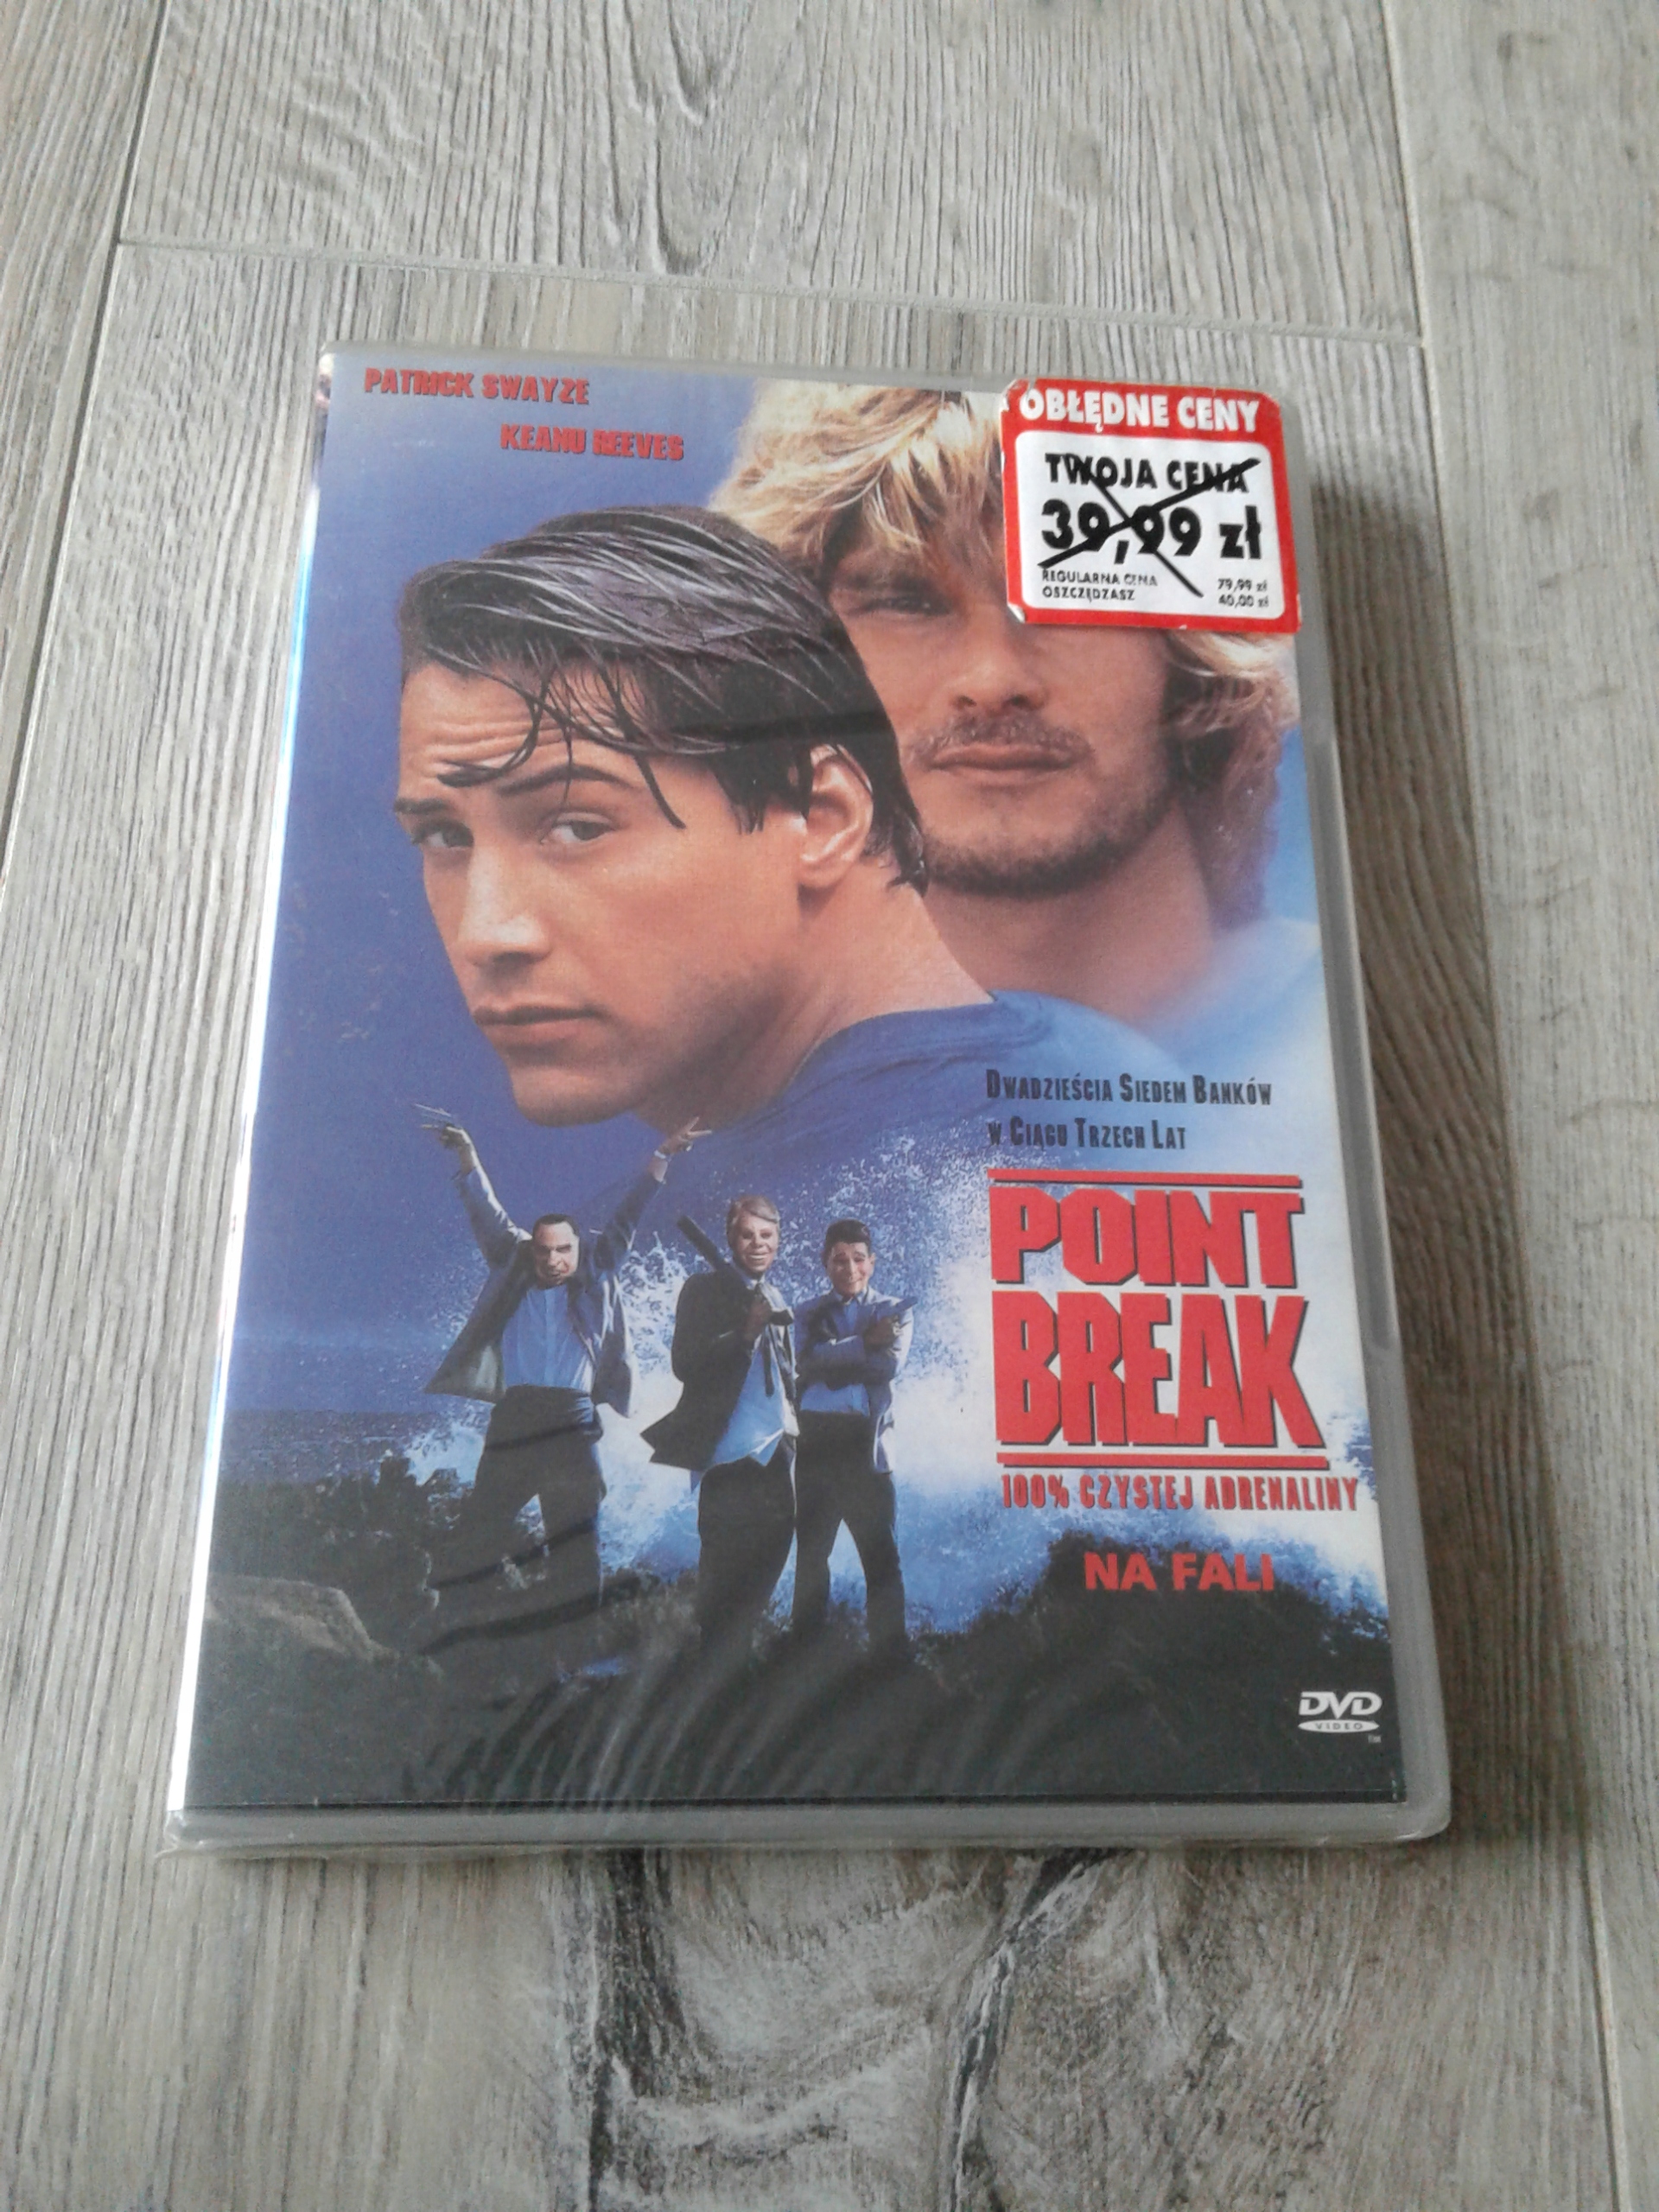 PATRICK SWAYZE
KEANU REEVES
OBŁĘDNE CENY
TWOJA CENA
39,99 zł
REGULARNA CENA 79,99 zł
OSZCZĘDZASZ 40,00 zł
DWADZIEŚCIA SIEDEM BANKÓW
W CIĄGU TRZECH LAT
POINT
BREAK
100% CZYSTEJ ADRENALINY
NA FALI
DVD
VIDEO
TM